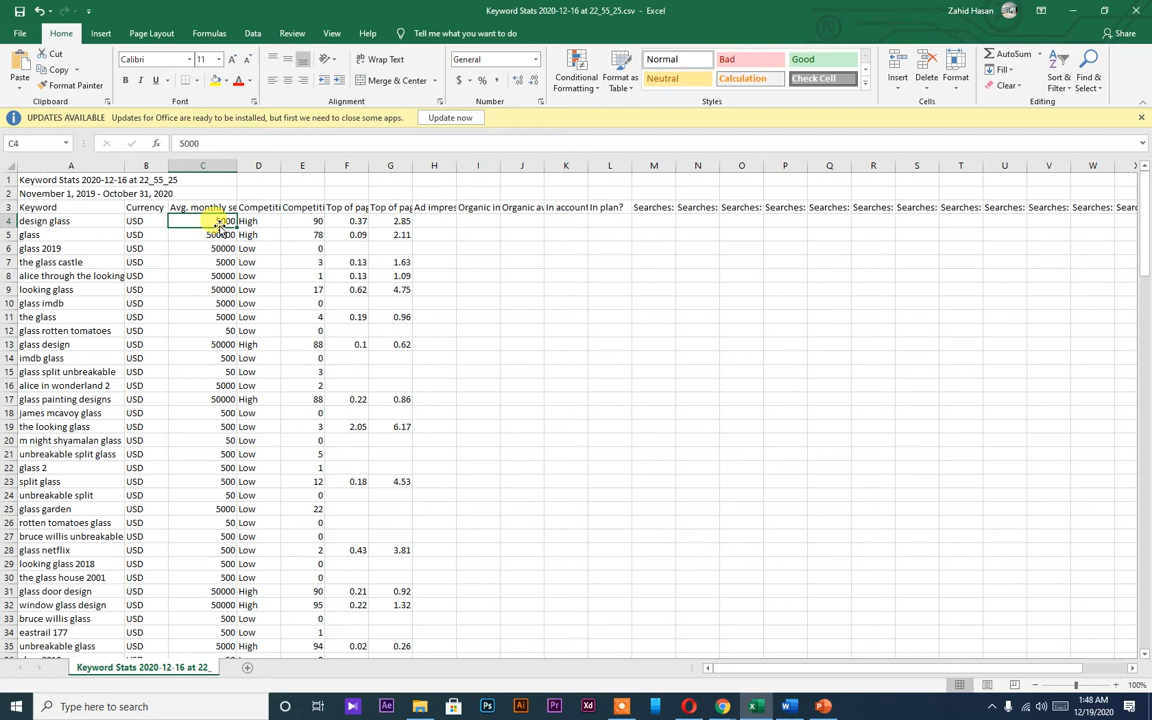 Keyword Stats 2020-12-16 at 22_55_25.csv - Excel
Zahid Hasan
File Home Insert Page Layout Formulas Data Review View Help Tell me what you want to do Share
Paste
Cut
Copy
Format Painter
Clipboard
Calibri 11
B I U
Font
Wrap Text
Merge & Center
Alignment
General
$ % ,
Number
Conditional Formatting
Format as Table
Normal Bad Good
Neutral Calculation Check Cell
Styles
Insert Delete Format
Cells
AutoSum
Fill
Clear
Sort & Filter
Find & Select
Editing
UPDATES AVAILABLE Updates for Office are ready to be installed, but first we need to close some apps. Update now
C4 fx 5000
A B C D E F G H I J K L M N O P Q R S T U V W X
1 Keyword Stats 2020-12-16 at 22_55_25
2 November 1, 2019 - October 31, 2020
3 Keyword Currency Avg. monthly se Competiti Competiti Top of pag Top of pag Ad impres Organic in Organic av In account In plan? Searches: Searches: Searches: Searches: Searches: Searches: Searches: Searches: Searches: Searches: Searches: Searc
4 design glass USD 5000 High 90 0.37 2.85
5 glass USD High 78 0.09 2.11
6 glass 2019 USD 50000 Low 0
7 the glass castle USD 5000 Low 3 0.13 1.63
8 alice through the looking USD 50000 Low 1 0.13 1.09
9 looking glass USD 50000 Low 17 0.62 4.75
10 glass imdb USD 5000 Low 0
11 the glass USD 5000 Low 4 0.19 0.96
12 glass rotten tomatoes USD 50 Low 0
13 glass design USD 50000 High 88 0.1 0.62
14 imdb glass USD 500 Low 0
15 glass split unbreakable USD 50 Low 3
16 alice in wonderland 2 USD 5000 Low 2
17 glass painting designs USD 50000 High 88 0.22 0.86
18 james mcavoy glass USD 500 Low 0
19 the looking glass USD 500 Low 3 2.05 6.17
20 m night shyamalan glass USD 50 Low 0
21 unbreakable split glass USD 500 Low 5
22 glass 2 USD 500 Low 1
23 split glass USD 500 Low 12 0.18 4.53
24 unbreakable split USD 50 Low 0
25 glass garden USD 5000 Low 22
26 rotten tomatoes glass USD 50 Low 0
27 bruce willis unbreakable USD 500 Low 0
28 glass netflix USD 500 Low 2 0.43 3.81
29 looking glass 2018 USD 500 Low 0
30 the glass house 2001 USD 500 Low 0
31 glass door design USD 50000 High 90 0.21 0.92
32 window glass design USD 50000 High 95 0.22 1.32
33 bruce willis glass USD 500 Low 0
34 eastrail 177 USD 500 Low 1
35 unbreakable glass USD 5000 High 94 0.02 0.26
Keyword Stats 2020-12-16 at 22_
100%
Type here to search
1:48 AM
12/19/2020